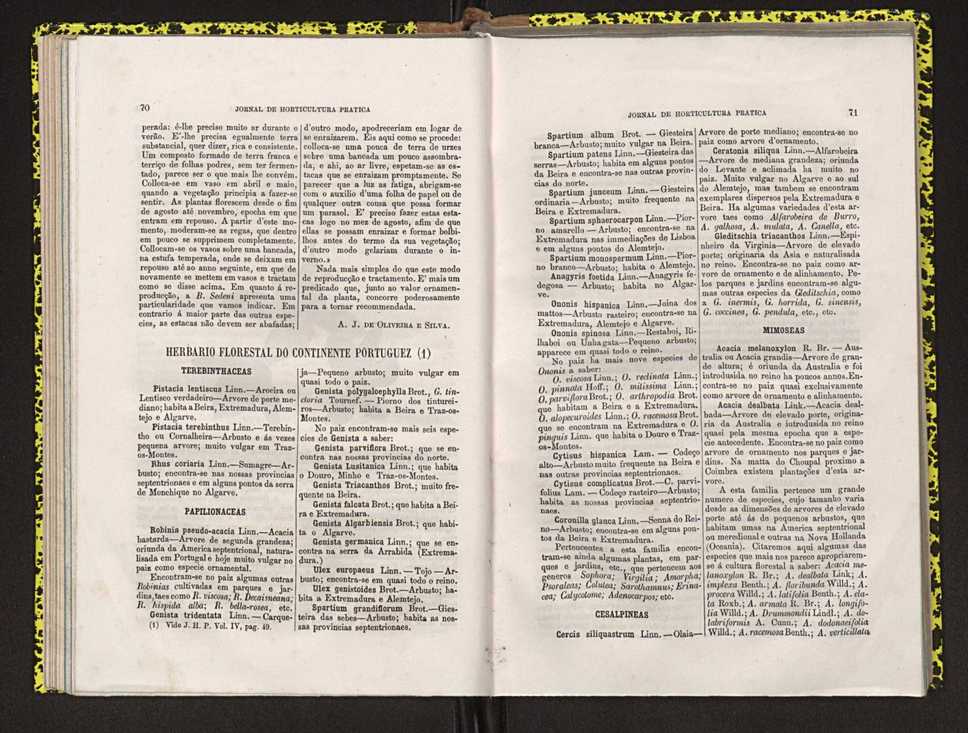 70
JORNAL DE HORTICULTURA PRATICA
perada: é-lhe preciso muito ar durante o
verão. E'-lhe precisa egualmente terra
substancial, quer dizer, rica e consistente.
Um composto formado de terra franca e
terriço de folhas podres, sem ter fermen-
tado, parece ser o que mais lhe convém.
Colloca-se em vaso em abril e maio,
quando a vegetação principia a fazer-se
sentir. As plantas florescem desde o fim
de agosto até novembro, epocha em que
entram em repouso. A partir d'este mo-
mento, moderam-se as regas, que dentro
em pouco se supprimem completamente.
Collocam-se os vasos sobre uma bancada,
na estufa temperada, onde se deixam em
repouso até ao anno seguinte, em que de
novamente se mettem em vasos e tractam
como se disse acima. Em quanto á re-
producção, a B. Sedeni apresenta uma
particularidade que vamos indicar. Em
contrario á maior parte das outras espe-
cies, as estacas não devem ser abafadas;
d'outro modo, apodreceriam em logar de
se enraizarem. Eis aqui como se procede:
colloca-se uma pouca de terra de urzes
sobre uma bancada um pouco assombra-
da, e ahi, ao ar livre, espetam-se as es-
tacas que se enraizam promptamente. Se
parecer que a luz as fatiga, abrigam-se
com o auxilio d'uma folha de papel ou de
qualquer outra cousa que possa formar
um parasol. E' preciso fazer estas esta-
cas logo no mez de agosto, afim de que
ellas se possam enraizar e formar bolbi-
lhos antes do termo da sua vegetação;
d'outro modo gelariam durante o in-
verno.»
Nada mais simples do que este modo
de reproducção e tractamento. E' mais um
predicado que, junto ao valor ornamen-
tal da planta, concorre poderosamente
para a tornar recommendada.
A. J. DE OLIVEIRA E SILVA.
HERBARIO FLORESTAL DO CONTINENTE PORTUGUEZ (1)
TEREBINTHACEAS
Pistacia lentiscus Linn.—Aroeira ou
Lentisco verdadeiro—Arvore de porte me-
diano; habita a Beira, Extremadura, Alem-
tejo e Algarve.
Pistacia terebinthus Linn.—Terebin-
tho ou Cornalheira—Arbusto e ás vezes
pequena arvore; muito vulgar em Traz-
os-Montes.
Rhus coriaria Linn.—Sumagre—Ar-
busto; encontra-se nas nossas provincias
septentrionaes e em alguns pontos da serra
de Monchique no Algarve.
PAPILIONACEAS
Robinia pseudo-acacia Linn.—Acacia
bastarda—Arvore de segunda grandeza;
oriunda da America septentrional, natura-
lisada em Portugal e hoje muito vulgar no
paiz como especie ornamental.
Encontram-se no paiz algumas outras
Robinias cultivadas em parques e jar-
dins, taes como R. viscosa; R. Decaisneana;
R. hispida alba; R. bella-rosea, etc.
Genista tridentata Linn. — Carque-
(1) Vide J. H. P. Vol. IV, pag. 49.
ja—Pequeno arbusto; muito vulgar em
quasi todo o paiz.
Genista polygalcephylla Brot., G. tin-
ctoria Tournef. — Piorno dos tinturei-
ros—Arbusto; habita a Beira e Traz-os-
Montes.
No paiz encontram-se mais seis espe-
cies de Genista a saber:
Genista parviflora Brot.; que se en-
contra nas nossas provincias do norte.
Genista Lusitanica Linn.; que habita
o Douro, Minho e Traz-os-Montes.
Genista Triacanthos Brot.; muito fre-
quente na Beira.
Genista falcata Brot.; que habita a Bei-
ra e Extremadura.
Genista Algarbiensis Brot.; que habi-
ta o Algarve.
Genista germanica Linn.; que se en-
contra na serra da Arrabida (Extrema-
dura.)
Ulex europaeus Linn. — Tojo — Ar-
busto; encontra-se em quasi todo o reino.
Ulex genistoides Brot.—Arbusto; ha-
bita a Extremadura e Alemtejo.
Spartium grandiflorum Brot.—Gies-
teira das sebes—Arbusto; habita as nos-
sas provincias septentrionaes.
JORNAL DE HORTICULTURA PRATICA
71
Spartium album Brot. — Giesteira
branca—Arbusto; muito vulgar na Beira.
Spartium patens Linn.—Giesteira das
serras—Arbusto; habita em alguns pontos
da Beira e encontra-se nas outras provin-
cias do norte.
Spartium junceum Linn.—Giesteira
ordinaria—Arbusto; muito frequente na
Beira e Extremadura.
Spartium sphaerocarpon Linn.—Pior-
no amarello — Arbusto; encontra-se na
Extremadura nas immediações de Lisboa
e em alguns pontos do Alemtejo.
Spartium monospermum Linn.—Pior-
no branco—Arbusto; habita o Alemtejo.
Anagyris foetida Linn.—Anagyris fe-
degosa — Arbusto; habita no Algar-
ve.
Ononis hispanica Linn.—Joina dos
mattos—Arbusto rasteiro; encontra-se na
Extremadura, Alemtejo e Algarve.
Ononis spinosa Linn.—Restaboi, Ri-
lhaboi ou Unhagata—Pequeno arbusto;
apparece em quasi todo o reino.
No paiz ha mais nove especies de
Ononis a saber:
O. viscosa Linn.; O. reclinata Linn.;
O. pinnata Hoff.; O. mitissima Linn.;
O. parviflora Brot.; O. arthropodia Brot.
que habitam a Beira e a Extremadura.
O. alopecuroides Linn.; O. racemosa Brot.
que se encontram na Extremadura e O.
pinguis Linn. que habita o Douro e Traz-
os-Montes.
Cytisus hispanica Lam. — Codeço
alto—Arbusto muito frequente na Beira e
nas outras provincias septentrionaes.
Cytisus complicatus Brot.—C. parvi-
folius Lam. — Codeço rasteiro—Arbusto;
habita as nossas provincias septentrio-
naes.
Coronilla glauca Linn.—Senna do Rei-
no—Arbusto; encontra-se em alguns pon-
tos da Beira e Extremadura.
Pertencentes a esta familia encon-
tram-se ainda algumas plantas, em par-
ques e jardins, etc., que pertencem aos
generos Sophora; Virgilia; Amorpha;
Psoralea; Colutea; Sarothamnus; Erina-
cea; Calycotome; Adenocarpos; etc.
CESALPINEAS
Cercis siliquastrum Linn. —Olaia—
Arvore de porte mediano; encontra-se no
paiz como arvore d'ornamento.
Ceratonia siliqua Linn.—Alfarobeira
—Arvore de mediana grandeza; oriunda
do Levante e aclimada ha muito no
paiz. Muito vulgar no Algarve e ao sul
do Alemtejo, mas tambem se encontram
exemplares dispersos pela Extremadura e
Beira. Ha algumas variedades d'esta ar-
vore taes como Alfarobeira de Burro,
A. galhosa, A. mulata, A. Canella, etc.
Gleditschia triacanthos Linn.—Espi-
nheiro da Virginia—Arvore de elevado
porte; originaria da Asia e naturalisada
no reino. Encontra-se no paiz como ar-
vore de ornamento e de alinhamento. Pe-
los parques e jardins encontram-se algu-
mas outras especies da Gleditschia, como
a G. inermis, G. horrida, G. sinensis,
G. coccinea, G. pendula, etc., etc.
MIMOSEAS
Acacia melanoxylon R. Br. — Aus-
tralia ou Acacia grandis—Arvore de gran-
de altura; é oriunda da Australia e foi
introdusida no reino ha poucos annos. En-
contra-se no paiz quasi exclusivamente
como arvore de ornamento e alinhamento.
Acacia dealbata Link.—Acacia deal-
bada—Arvore de elevado porte, origina-
ria da Australia e introdusida no reino
quasi pela mesma epocha que a espe-
cie antecedente. Encontra-se no paiz como
arvore de ornamento nos parques e jar-
dins. Na matta do Choupal proximo a
Coimbra existem plantações d'esta ar-
vore.
A esta familia pertence um grande
numero de especies, cujo tamanho varia
desde as dimensões de arvores de elevado
porte até ás de pequenos arbustos, que
habitam umas na America septentrional
ou meredional e outras na Nova Hollanda
(Oceania). Citaremos aqui algumas das
especies que mais nos parece apropriarem-
se á cultura florestal a saber: Acacia me-
lanoxylon R. Br.; A. dealbata Link; A.
implexa Benth.; A. floribunda Willd.; A.
procera Willd.; A. latifolia Benth.; A. ela-
ta Roxb.; A. armata R. Br.; A. longifo-
lia Willd.; A. Drummondii Lindl.; A. do-
labriformis A. Cunn.; A. dodonaeifolia
Willd.; A. racemosa Benth.; A. verticillata